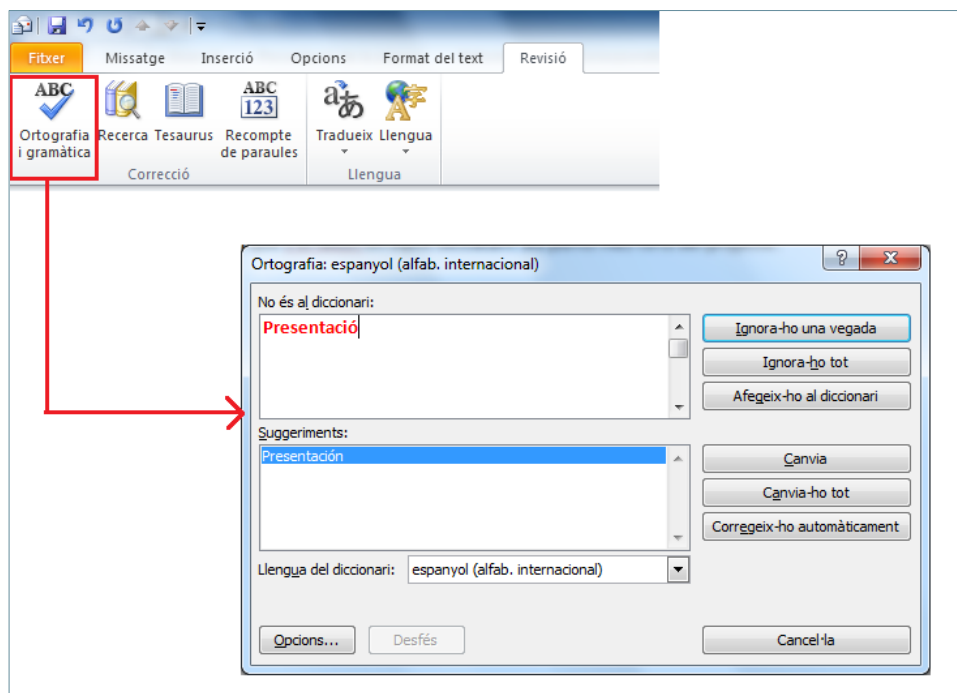 Fitxer Missatge Inserció Opcions Format del text Revisió
ABC ABC
123
Ortografia i gramàtica Recerca Tesaurus Recompte de paraules Tradueix Llengua
Correcció Llengua
Ortografia: espanyol (alfab. internacional)
No és al diccionari:
Presentació
Ignora-ho una vegada
Ignora-ho tot
Afegeix-ho al diccionari
Suggeriments:
Presentación
Canvia
Canvia-ho tot
Corregeix-ho automàticament
Llengua del diccionari: espanyol (alfab. internacional)
Opcions... Desfés Cancel·la